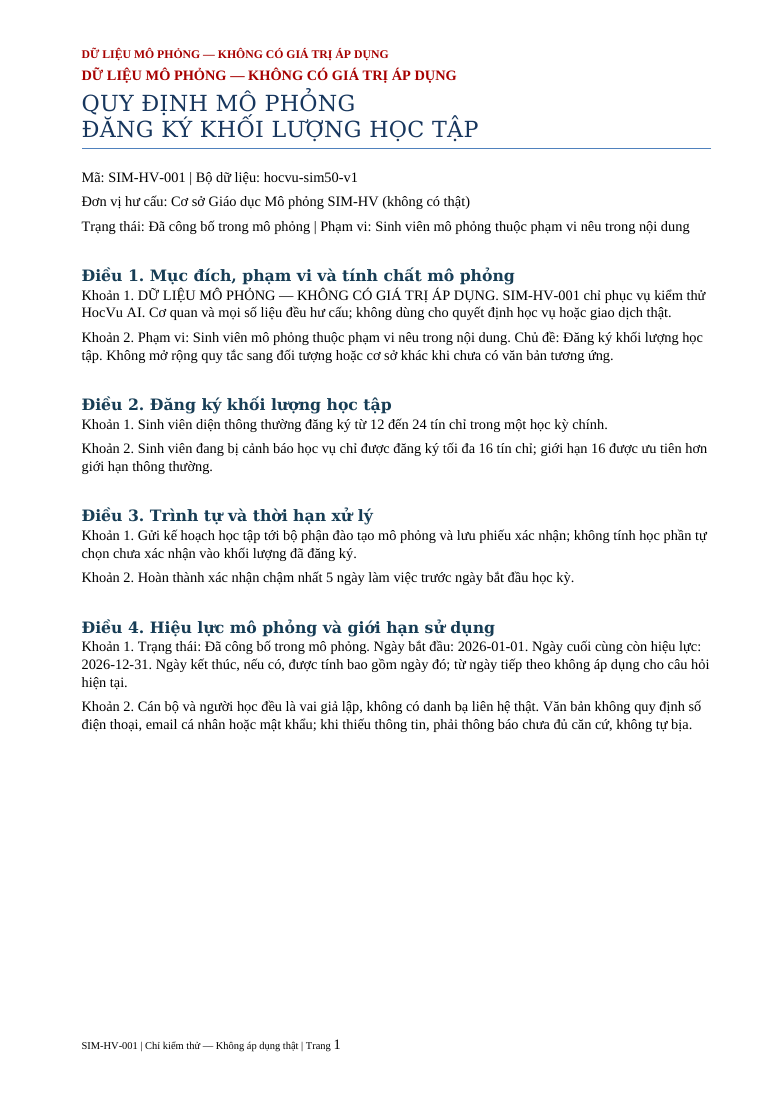 DỮ LIỆU MÔ PHỎNG — KHÔNG CÓ GIÁ TRỊ ÁP DỤNG
DỮ LIỆU MÔ PHỎNG — KHÔNG CÓ GIÁ TRỊ ÁP DỤNG
QUY ĐỊNH MÔ PHỎNG
ĐĂNG KÝ KHỐI LƯỢNG HỌC TẬP
Mã: SIM-HV-001 | Bộ dữ liệu: hocvu-sim50-v1
Đơn vị hư cấu: Cơ sở Giáo dục Mô phỏng SIM-HV (không có thật)
Trạng thái: Đã công bố trong mô phỏng | Phạm vi: Sinh viên mô phỏng thuộc phạm vi nêu trong nội dung
Điều 1. Mục đích, phạm vi và tính chất mô phỏng
Khoản 1. DỮ LIỆU MÔ PHỎNG — KHÔNG CÓ GIÁ TRỊ ÁP DỤNG. SIM-HV-001 chỉ phục vụ kiểm thử
HocVu AI. Cơ quan và mọi số liệu đều hư cấu; không dùng cho quyết định học vụ hoặc giao dịch thật.
Khoản 2. Phạm vi: Sinh viên mô phỏng thuộc phạm vi nêu trong nội dung. Chủ đề: Đăng ký khối lượng học
tập. Không mở rộng quy tắc sang đối tượng hoặc cơ sở khác khi chưa có văn bản tương ứng.
Điều 2. Đăng ký khối lượng học tập
Khoản 1. Sinh viên diện thông thường đăng ký từ 12 đến 24 tín chỉ trong một học kỳ chính.
Khoản 2. Sinh viên đang bị cảnh báo học vụ chỉ được đăng ký tối đa 16 tín chỉ; giới hạn 16 được ưu tiên hơn
giới hạn thông thường.
Điều 3. Trình tự và thời hạn xử lý
Khoản 1. Gửi kế hoạch học tập tới bộ phận đào tạo mô phỏng và lưu phiếu xác nhận; không tính học phần tự
chọn chưa xác nhận vào khối lượng đã đăng ký.
Khoản 2. Hoàn thành xác nhận chậm nhất 5 ngày làm việc trước ngày bắt đầu học kỳ.
Điều 4. Hiệu lực mô phỏng và giới hạn sử dụng
Khoản 1. Trạng thái: Đã công bố trong mô phỏng. Ngày bắt đầu: 2026-01-01. Ngày cuối cùng còn hiệu lực:
2026-12-31. Ngày kết thúc, nếu có, được tính bao gồm ngày đó; từ ngày tiếp theo không áp dụng cho câu hỏi
hiện tại.
Khoản 2. Cán bộ và người học đều là vai giả lập, không có danh bạ liên hệ thật. Văn bản không quy định số
điện thoại, email cá nhân hoặc mật khẩu; khi thiếu thông tin, phải thông báo chưa đủ căn cứ, không tự bịa.
SIM-HV-001 | Chỉ kiểm thử — Không áp dụng thật | Trang 1